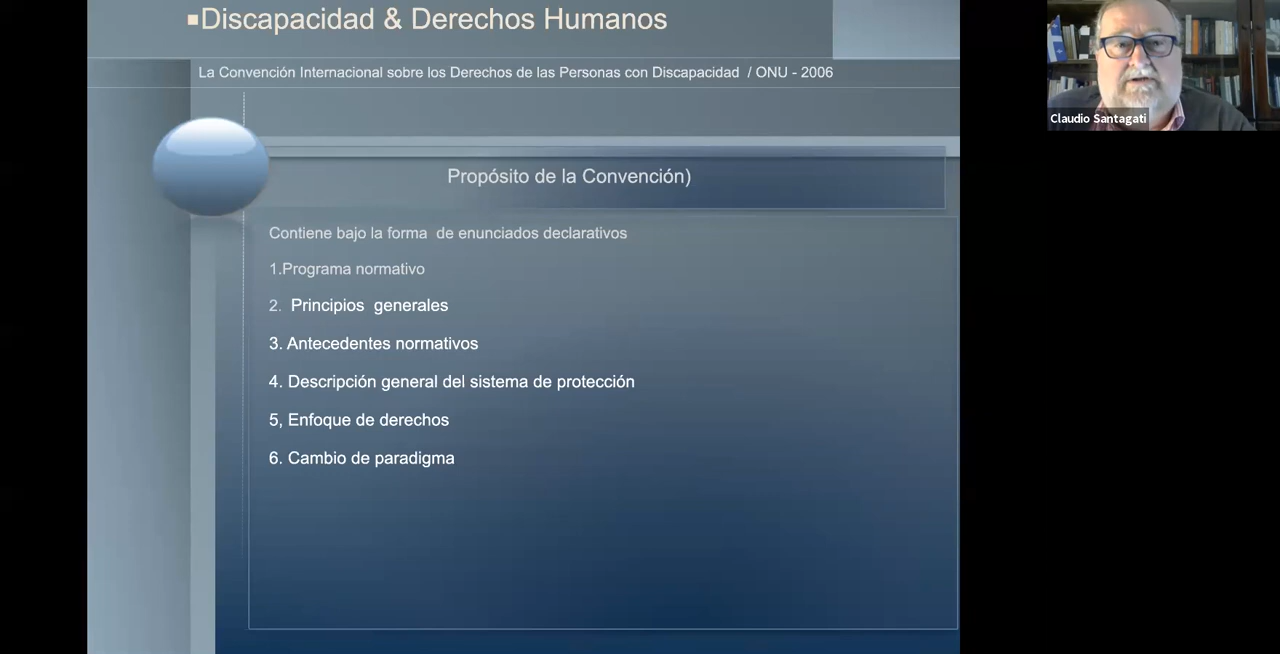 ▪Discapacidad & Derechos Humanos
La Convención Internacional sobre los Derechos de las Personas con Discapacidad / ONU - 2006
Propósito de la Convención)
Contiene bajo la forma de enunciados declarativos
1.Programa normativo
2. Principios generales
3. Antecedentes normativos
4. Descripción general del sistema de protección
5, Enfoque de derechos
6. Cambio de paradigma
Claudio Santagati